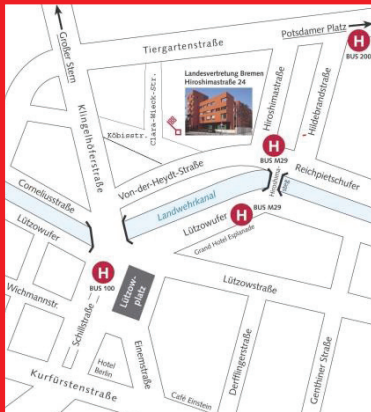 Potsdamer Platz
H
BUS 200
Großer Stern
Tiergartenstraße
Landesvertretung Bremen
Hiroshimastraße 24
Klingelhöferstraße
Clara-Wieck-Str.
Köbisstr.
Hiroshimastraße
Hildebrandstraße
H
BUS M29
Von-der-Heydt-Straße
Reichpietschufer
Corneliusstraße
Landwehrkanal
Lützowufer
Lützowufer
H
BUS M29
Grand Hotel Esplanade
H
BUS 100
Lützow-
platz
Lützowstraße
Wichmannstr.
Schillstraße
Hotel
Berlin
Einemstraße
Derfflingerstraße
Genthiner Straße
Kurfürstenstraße
Café Einstein